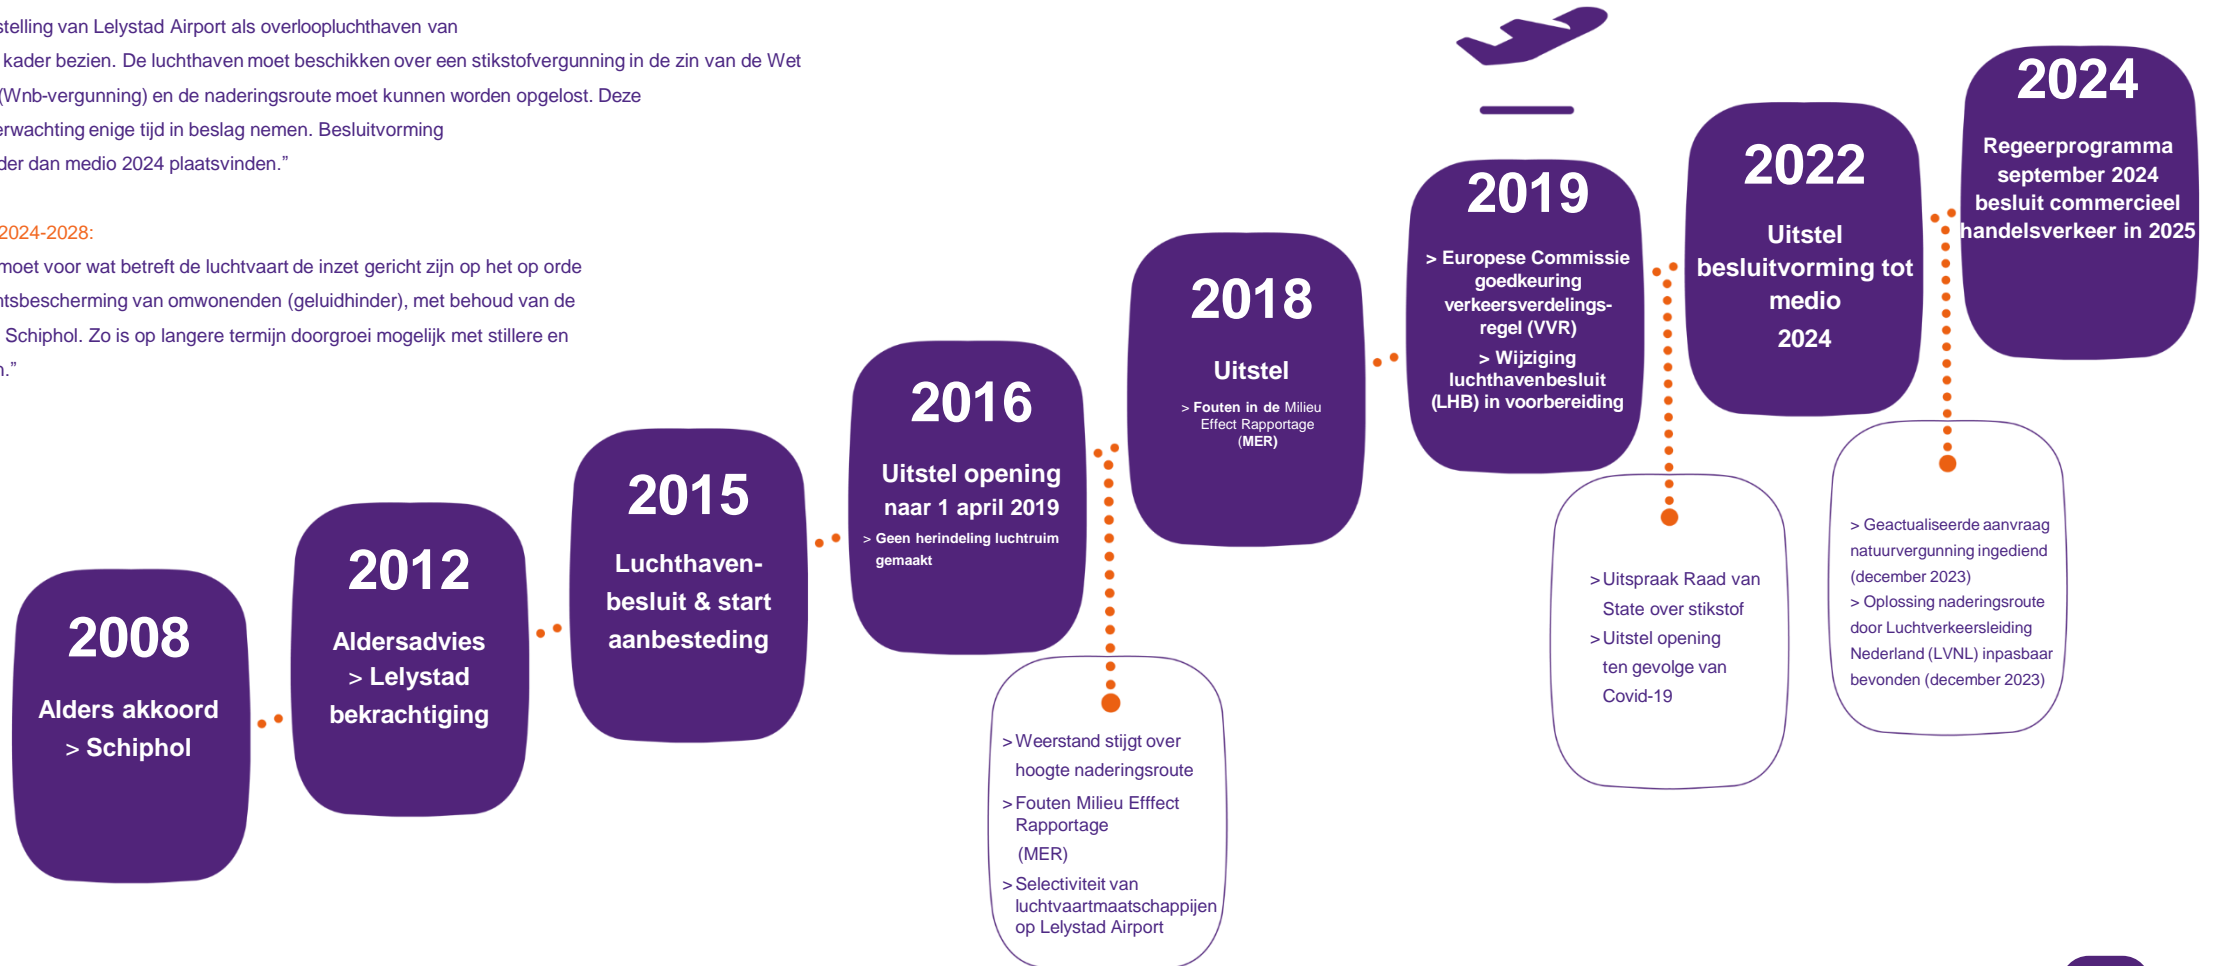 stelling van Lelystad Airport als overloopluchthaven van
kader bezien. De luchthaven moet beschikken over een stikstofvergunning in de zin van de Wet
(Wnb-vergunning) en de naderingsroute moet kunnen worden opgelost. Deze
erwachting enige tijd in beslag nemen. Besluitvorming
der dan medio 2024 plaatsvinden.”
2024-2028:
moet voor wat betreft de luchtvaart de inzet gericht zijn op het op orde
ntsbescherming van omwonenden (geluidhinder), met behoud van de
Schiphol. Zo is op langere termijn doorgroei mogelijk met stillere en
n.”
2008
Alders akkoord
> Schiphol
2012
Aldersadvies
> Lelystad
bekrachtiging
2015
Luchthaven-
besluit & start
aanbesteding
2016
Uitstel opening
naar 1 april 2019
> Geen herindeling luchtruim
gemaakt
> Weerstand stijgt over
hoogte naderingsroute
> Fouten Milieu Efffect
Rapportage
(MER)
> Selectiviteit van
luchtvaartmaatschappijen
op Lelystad Airport
2018
Uitstel
> Fouten in de Milieu
Effect Rapportage
(MER)
2019
> Europese Commissie
goedkeuring
verkeersverdelings-
regel (VVR)
> Wijziging
luchthavenbesluit
(LHB) in voorbereiding
> Uitspraak Raad van
State over stikstof
> Uitstel opening
ten gevolge van
Covid-19
2022
Uitstel
besluitvorming tot
medio
2024
> Geactualiseerde aanvraag
natuurvergunning ingediend
(december 2023)
> Oplossing naderingsroute
door Luchtverkeersleiding
Nederland (LVNL) inpasbaar
bevonden (december 2023)
2024
Regeerprogramma
september 2024
besluit commercieel
handelsverkeer in 2025